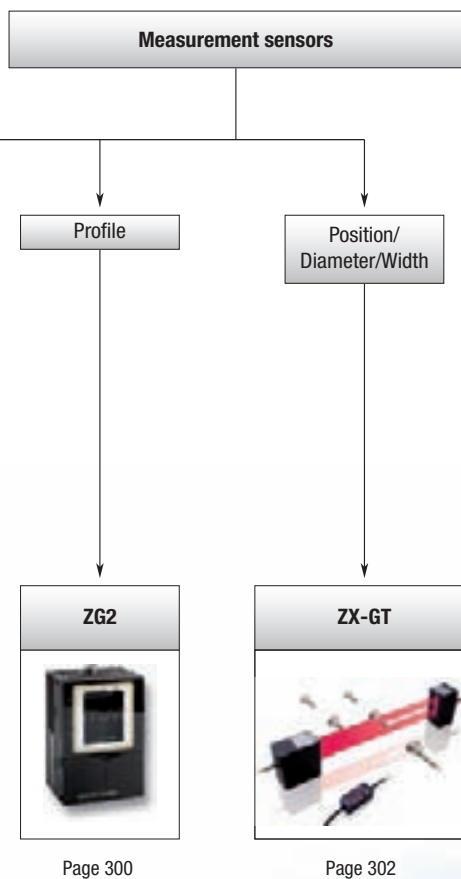 Measurement sensors
Profile
Position/
Diameter/Width
ZG2
ZX-GT
Page 300
Page 302